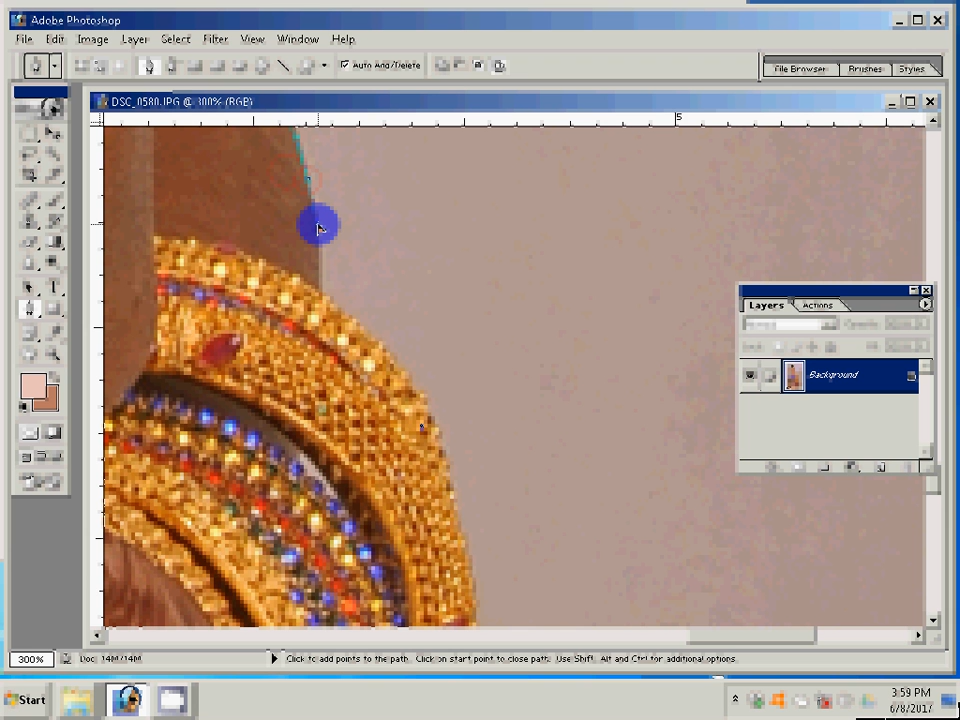 Adobe Photoshop
File Edit Image Layer Select Filter View Window Help
Auto Add/Delete
File Browser Brushes Styles
DSC_0580.JPG @ 300% (RGB)
5
Layers Actions
Background
300% Doc: Click to add points to the path. Click on start point to close path. Use Shift, Alt and Ctrl for additional options.
Start
3:59 PM
6/8/2017